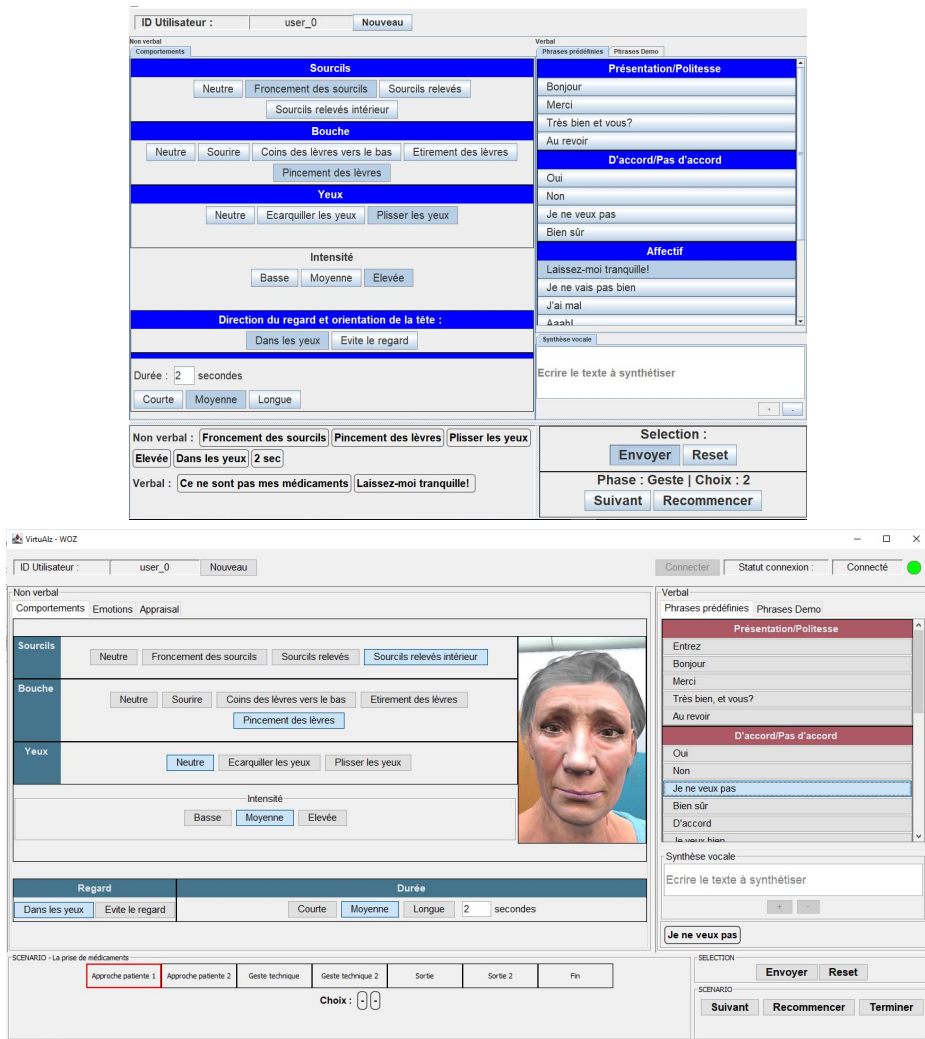 ID Utilisateur : user_0 Nouveau
Non verbal
Comportements
Sourcils
Neutre Froncement des sourcils Sourcils relevés
Sourcils relevés intérieur
Bouche
Neutre Sourire Coins des lèvres vers le bas Etirement des lèvres
Pincement des lèvres
Yeux
Neutre Ecarquiller les yeux Plisser les yeux
Intensité
Basse Moyenne Elevée
Direction du regard et orientation de la tête :
Dans les yeux Evite le regard
Durée : 2 secondes
Courte Moyenne Longue
Verbal
Phrases prédéfinies Phrases Demo
Présentation/Politesse
Bonjour
Merci
Très bien et vous?
Au revoir
D'accord/Pas d'accord
Oui
Non
Je ne veux pas
Bien sûr
Affectif
Laissez-moi tranquille!
Je ne vais pas bien
J'ai mal
Aaah!
Synthèse vocale
Ecrire le texte à synthétiser
+ -
Non verbal : Froncement des sourcils Pincement des lèvres Plisser les yeux
Elevée Dans les yeux 2 sec
Verbal : Ce ne sont pas mes médicaments Laissez-moi tranquille!
Selection :
Envoyer Reset
Phase : Geste | Choix : 2
Suivant Recommencer
VirtuAlz - WOZ
ID Utilisateur : user_0 Nouveau
Connecter Statut connexion : Connecté
Non verbal
Comportements Emotions Appraisal
Sourcils
Neutre Froncement des sourcils Sourcils relevés Sourcils relevés intérieur
Bouche
Neutre Sourire Coins des lèvres vers le bas Etirement des lèvres
Pincement des lèvres
Yeux
Neutre Ecarquiller les yeux Plisser les yeux
Intensité
Basse Moyenne Elevée
Regard Durée
Dans les yeux Evite le regard Courte Moyenne Longue 2 secondes
Verbal
Phrases prédéfinies Phrases Demo
Présentation/Politesse
Entrez
Bonjour
Merci
Très bien, et vous?
Au revoir
D'accord/Pas d'accord
Oui
Non
Je ne veux pas
Bien sûr
D'accord
Je veux bien
Synthèse vocale
Ecrire le texte à synthétiser
+ -
Je ne veux pas
SCENARIO - La prise de médicaments
Approche patiente 1 Approche patiente 2 Geste technique Geste technique 2 Sortie Sortie 2 Fin
Choix : - -
SELECTION
Envoyer Reset
SCENARIO
Suivant Recommencer Terminer